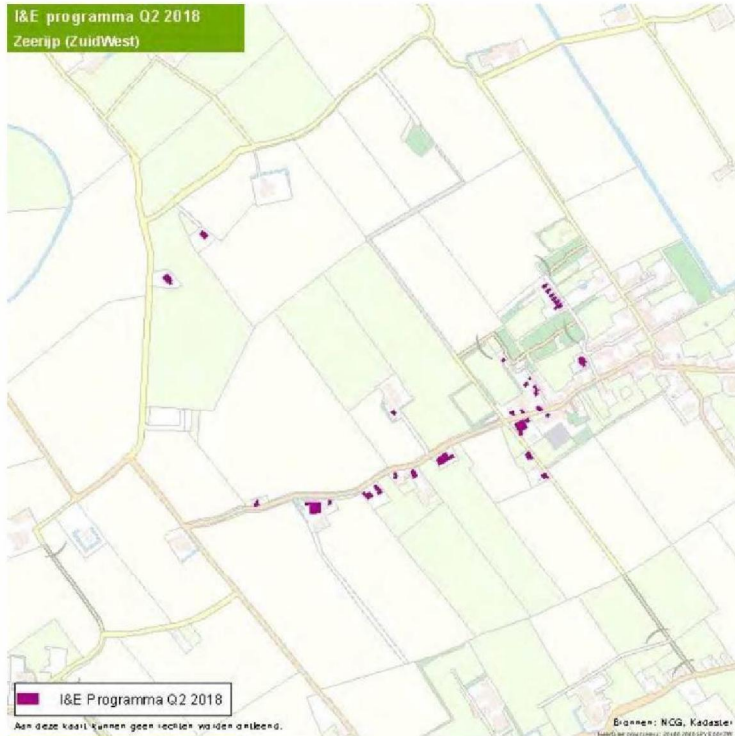 I&E programma Q2 2018
Zeerijp (ZuidWest)
I&E Programma Q2 2018
Aan deze kaart kunnen geen rechten worden ontleend.
Bronnen: NCG, Kadaster